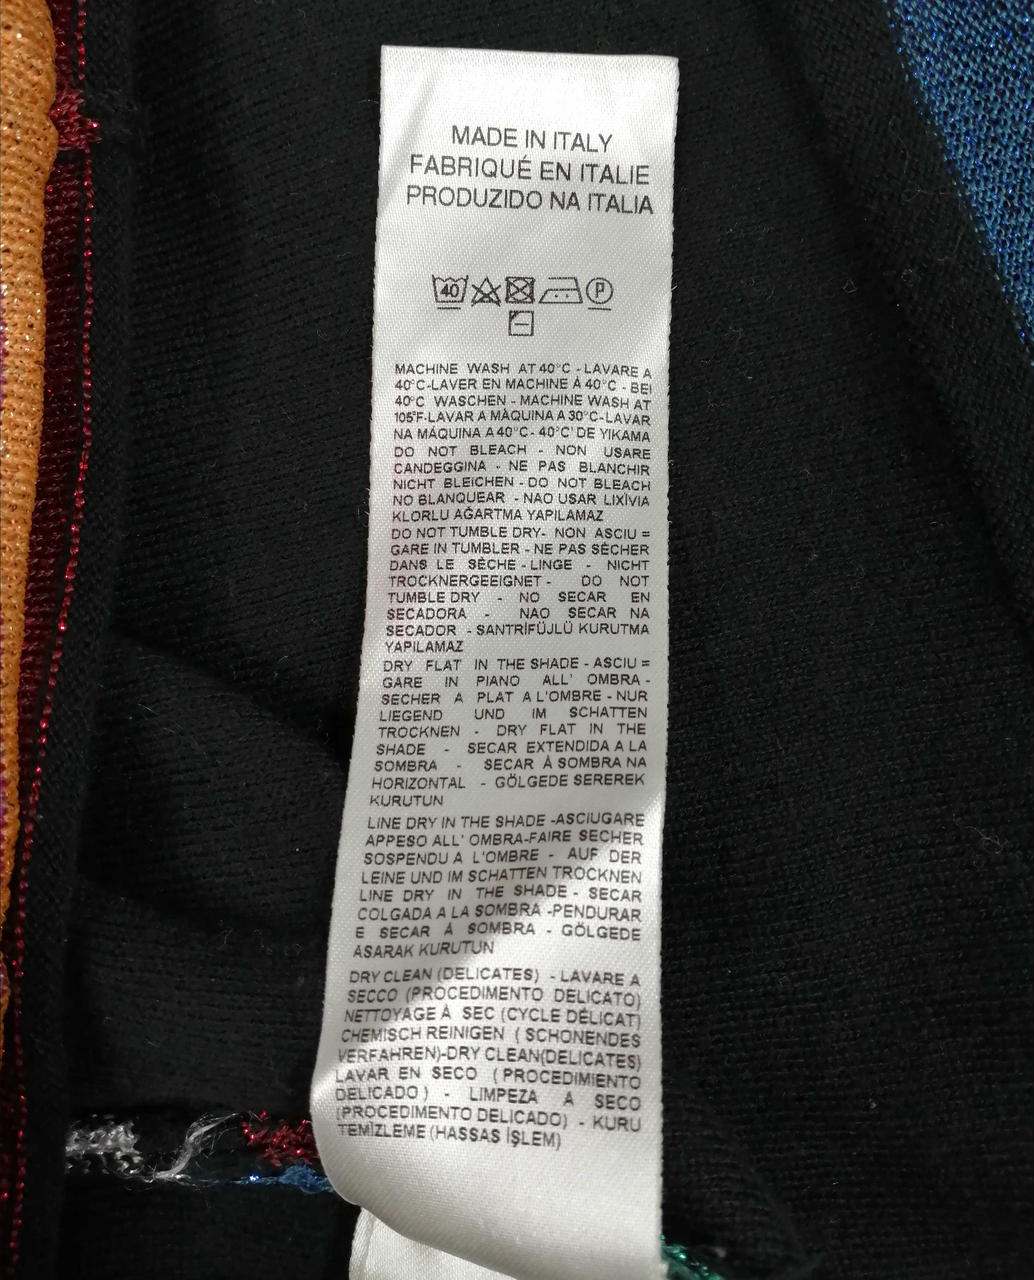 MADE IN ITALY
FABRIQUÉ EN ITALIE
PRODUZIDO NA ITALIA
40 P
MACHINE WASH AT 40°C - LAVARE A
40°C-LAVER EN MACHINE À 40°C - BEI
40°C WASCHEN - MACHINE WASH AT
105°F-LAVAR A MÀQUINA A 30°C-LAVAR
NA MÁQUINA A 40°C- 40°C' DE YIKAMA
DO NOT BLEACH - NON USARE
CANDEGGINA - NE PAS BLANCHIR
NICHT BLEICHEN - DO NOT BLEACH
NO BLANQUEAR - NAO USAR LIXÍVIA
KLORLU AĞARTMA YAPILAMAZ
DO NOT TUMBLE DRY- NON ASCIU =
GARE IN TUMBLER - NE PAS SÉCHER
DANS LE SÈCHE - LINGE - NICHT
TROCKNERGEEIGNET - DO NOT
TUMBLE DRY - NO SECAR EN
SECADORA - NAO SECAR NA
SECADOR - SANTRİFÜJLÜ KURUTMA
YAPILAMAZ
DRY FLAT IN THE SHADE - ASCIU =
GARE IN PIANO ALL' OMBRA -
SECHER A PLAT A L'OMBRE - NUR
LIEGEND UND IM SCHATTEN
TROCKNEN - DRY FLAT IN THE
SHADE - SECAR EXTENDIDA A LA
SOMBRA - SECAR À SOMBRA NA
HORIZONTAL - GÖLGEDE SEREREK
KURUTUN
LINE DRY IN THE SHADE -ASCIUGARE
APPESO ALL' OMBRA-FAIRE SECHER
SOSPENDU A L'OMBRE - AUF DER
LEINE UND IM SCHATTEN TROCKNEN
LINE DRY IN THE SHADE - SECAR
COLGADA A LA SOMBRA -PENDURAR
E SECAR À SOMBRA - GÖLGEDE
ASARAK KURUTUN
DRY CLEAN (DELICATES) - LAVARE A
SECCO (PROCEDIMENTO DELICATO)
NETTOYAGE À SEC (CYCLE DÉLICAT)
CHEMISCH REINIGEN ( SCHONENDES
VERFAHREN)-DRY CLEAN(DELICATES)
LAVAR EN SECO ( PROCEDIMIENTO
DELICADO ) - LIMPEZA A SECO
(PROCEDIMENTO DELICADO) - KURU
TEMİZLEME (HASSAS İŞLEM)